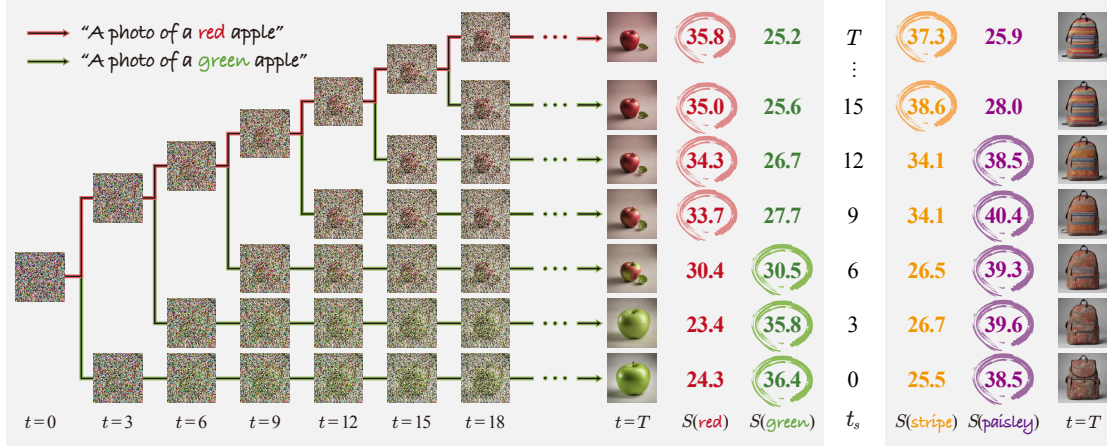 "A photo of a red apple"
"A photo of a green apple"
35.8 25.2 T 37.3 25.9
⋮
35.0 25.6 15 38.6 28.0
34.3 26.7 12 34.1 38.5
33.7 27.7 9 34.1 40.4
30.4 30.5 6 26.5 39.3
23.4 35.8 3 26.7 39.6
24.3 36.4 0 25.5 38.5
t=0 t=3 t=6 t=9 t=12 t=15 t=18 t=T S(red) S(green) t_s S(stripe) S(paisley) t=T